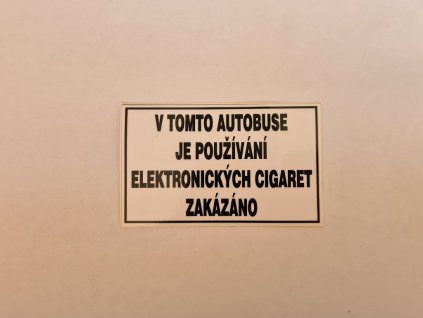 V TOMTO AUTOBUSE
JE POUŽÍVÁNÍ
ELEKTRONICKÝCH CIGARET
ZAKÁZÁNO